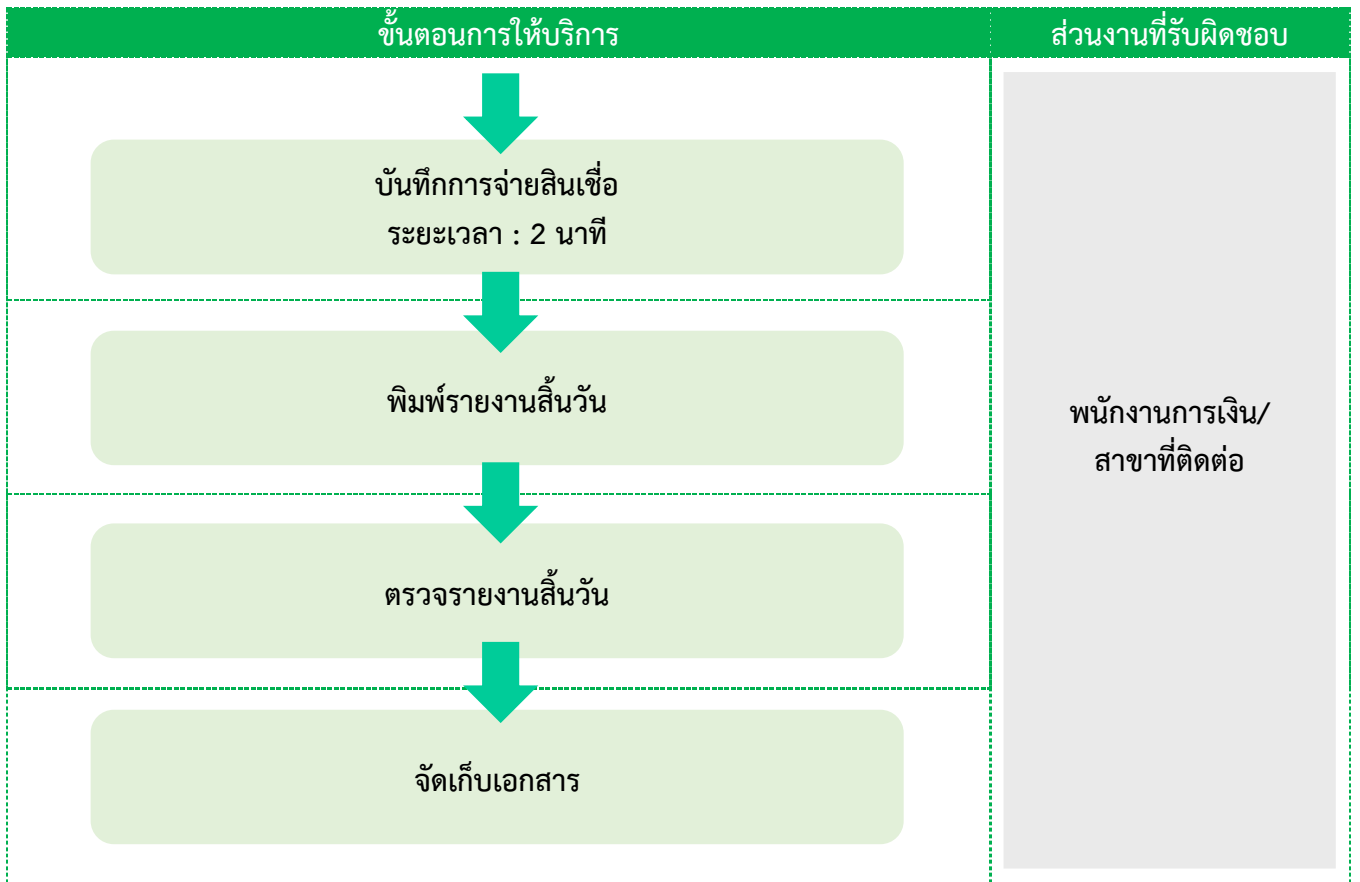 ขั้นตอนการให้บริการ
ส่วนงานที่รับผิดชอบ
บันทึกการจ่ายสินเชื่อ
ระยะเวลา : 2 นาที
พิมพ์รายงานสิ้นวัน
พนักงานการเงิน/
สาขาที่ติดต่อ
ตรวจรายงานสิ้นวัน
จัดเก็บเอกสาร